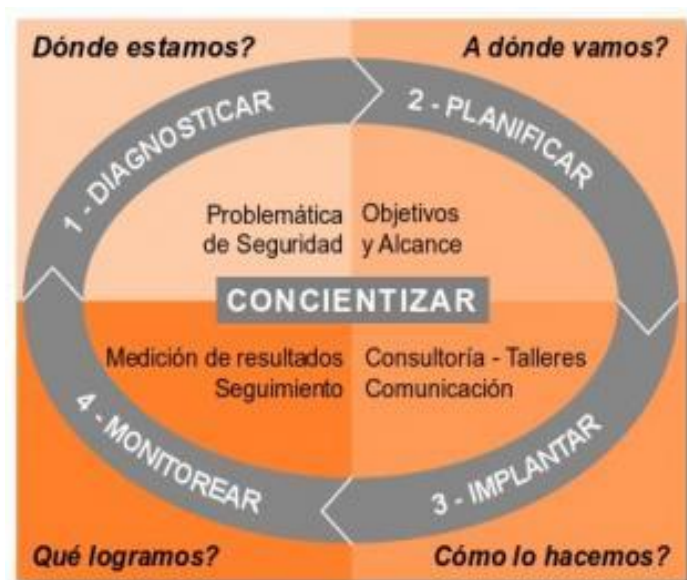 Dónde estamos?
A dónde vamos?
1 - DIAGNOSTICAR
2 - PLANIFICAR
Problemática
de Seguridad
Objetivos
y Alcance
CONCIENTIZAR
Medición de resultados
Seguimiento
Consultoría - Talleres
Comunicación
4 - MONITOREAR
3 - IMPLANTAR
Qué logramos?
Cómo lo hacemos?